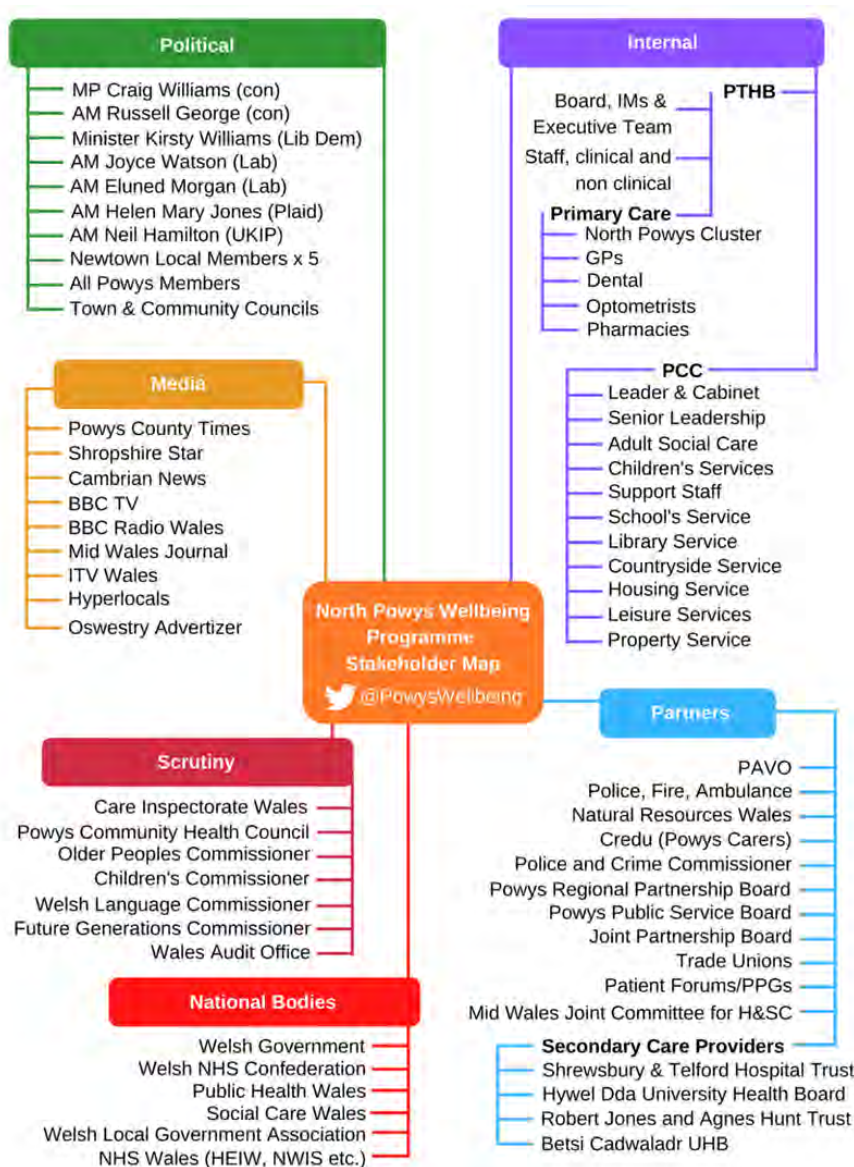 Political
MP Craig Williams (con)
AM Russell George (con)
Minister Kirsty Williams (Lib Dem)
AM Joyce Watson (Lab)
AM Eluned Morgan (Lab)
AM Helen Mary Jones (Plaid)
AM Neil Hamilton (UKIP)
Newtown Local Members x 5
All Powys Members
Town & Community Councils
Internal
PTHB
Board, IMs &
Executive Team
Staff, clinical and
non clinical
Primary Care
North Powys Cluster
GPs
Dental
Optometrists
Pharmacies
PCC
Leader & Cabinet
Senior Leadership
Adult Social Care
Children's Services
Support Staff
School's Service
Library Service
Countryside Service
Housing Service
Leisure Services
Property Service
Media
Powys County Times
Shropshire Star
Cambrian News
BBC TV
BBC Radio Wales
Mid Wales Journal
ITV Wales
Hyperlocals
Oswestry Advertizer
North Powys Wellbeing
Programme
Stakeholder Map
@PowysWellbeing
Scrutiny
Care Inspectorate Wales
Powys Community Health Council
Older Peoples Commissioner
Children's Commissioner
Welsh Language Commissioner
Future Generations Commissioner
Wales Audit Office
Partners
PAVO
Police, Fire, Ambulance
Natural Resources Wales
Credu (Powys Carers)
Police and Crime Commissioner
Powys Regional Partnership Board
Powys Public Service Board
Joint Partnership Board
Trade Unions
Patient Forums/PPGs
Mid Wales Joint Committee for H&SC
Secondary Care Providers
Shrewsbury & Telford Hospital Trust
Hywel Dda University Health Board
Robert Jones and Agnes Hunt Trust
Betsi Cadwaladr UHB
National Bodies
Welsh Government
Welsh NHS Confederation
Public Health Wales
Social Care Wales
Welsh Local Government Association
NHS Wales (HEIW, NWIS etc.)